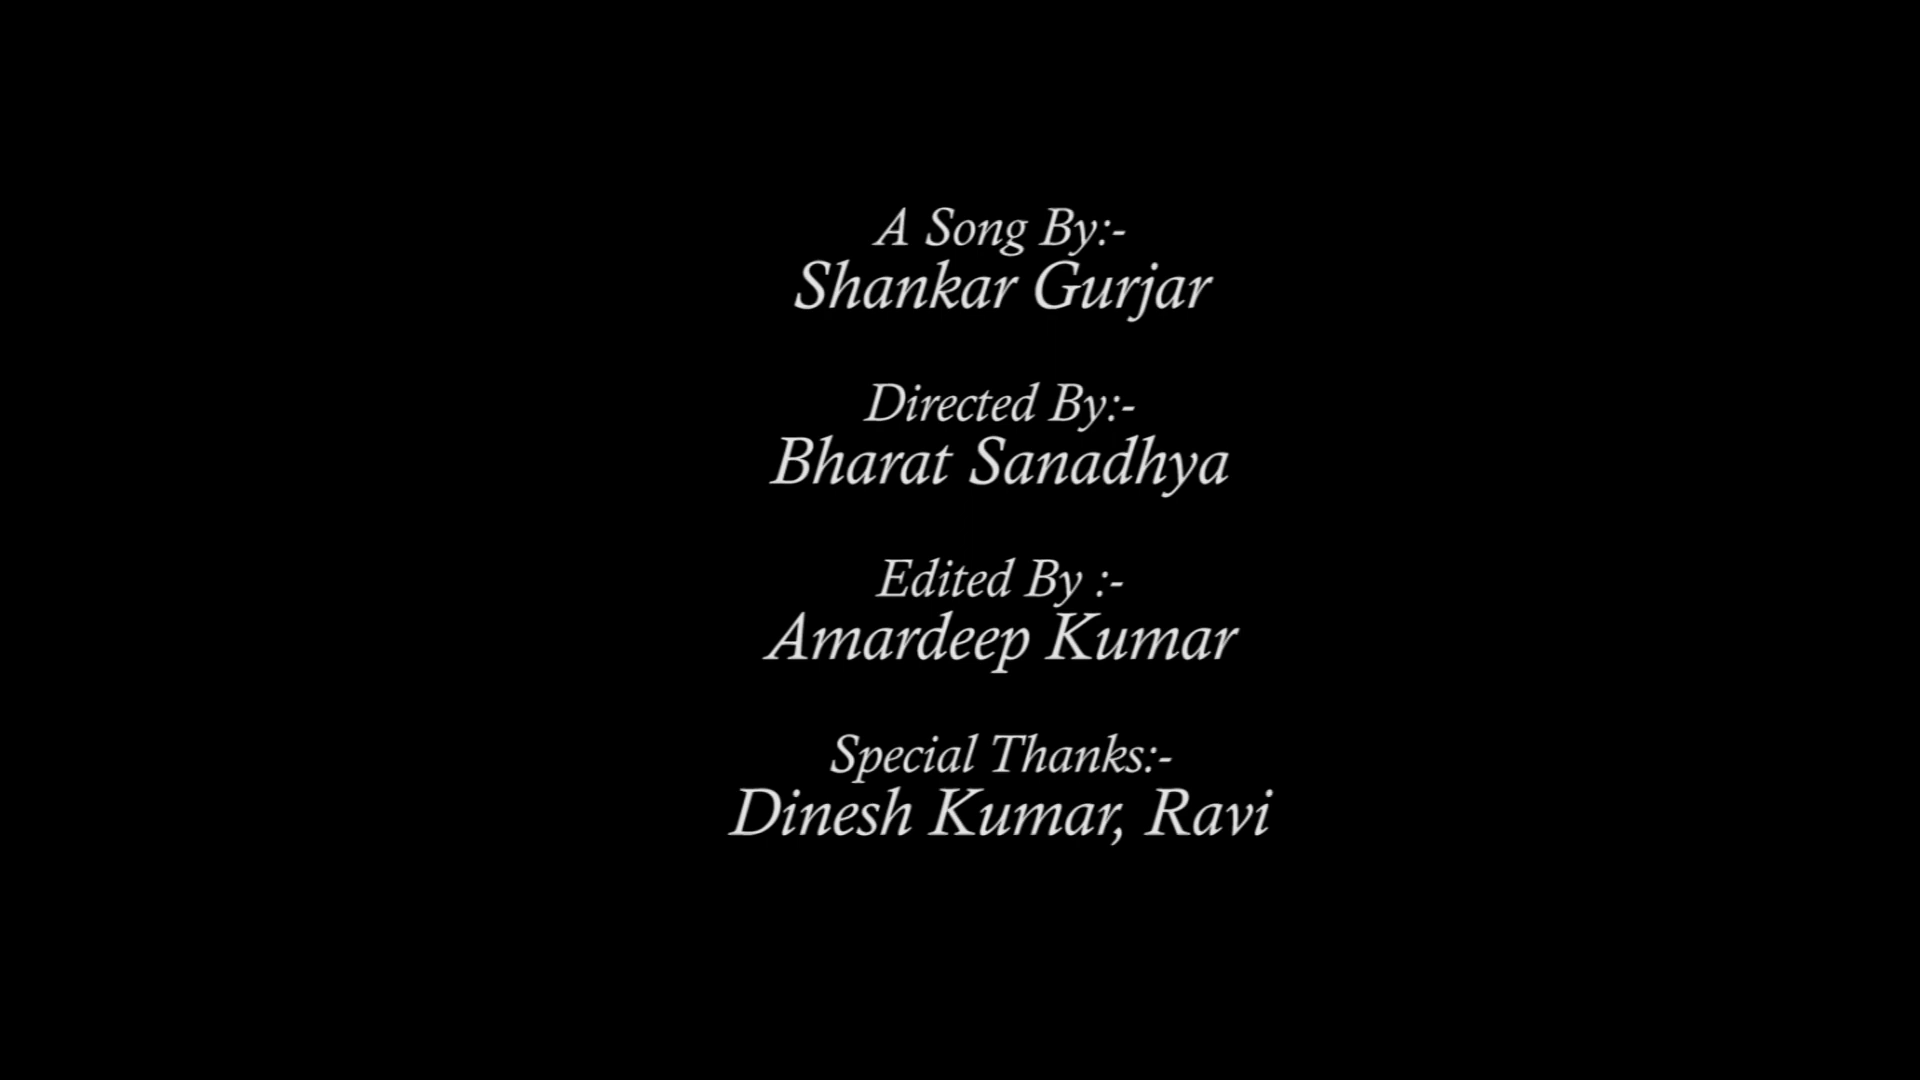 A Song By:-
Shankar Gurjar
Directed By:-
Bharat Sanadhya
Edited By :-
Amardeep Kumar
Special Thanks:-
Dinesh Kumar, Ravi